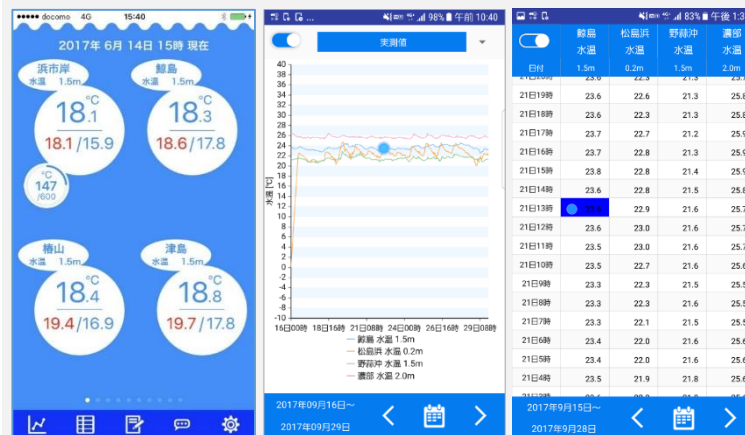 docomo 4G 15:40
2017年 6月 14日 15時 現在
浜市岸
水温 1.5m
°C
18.1
18.1/15.9
鮫島
水温 1.5m
°C
18.3
18.6/17.8
°C
147
/600
椿山
水温 1.5m
°C
18.4
19.4/16.9
津島
水温 1.5m
°C
18.8
19.7/17.8
... 98% 午前 10:40
実測値
水温 [℃]
40
38
36
34
32
30
28
26
24
22
20
18
16
14
12
10
8
6
4
2
0
-2
-4
-6
-8
-10
16日00時 18日16時 21日08時 24日00時 26日16時 29日08時
鮫島 水温 1.5m
松島浜 水温 0.2m
野蒜沖 水温 1.5m
濃部 水温 2.0m
2017年09月16日～
2017年09月29日
83% 午後 1:3
鮫島 松島浜 野蒜沖 濃部
水温 水温 水温 水温
日付 1.5m 0.2m 1.5m 2.0m
21日19時 23.6 22.6 21.3 25.8
21日18時 23.6 22.3 21.3 25.8
21日17時 23.7 22.7 21.2 25.9
21日16時 23.7 22.8 21.3 25.9
21日15時 23.8 22.8 21.4 25.9
21日14時 23.6 22.8 21.5 25.8
21日13時 22.9 21.6 25.7
21日12時 23.6 23.0 21.6 25.7
21日11時 23.5 23.0 21.6 25.7
21日10時 23.5 22.7 21.6 25.6
21日9時 23.3 22.3 21.5 25.5
21日8時 23.3 22.3 21.6 25.5
21日7時 23.3 22.1 21.5 25.5
21日6時 23.4 22.0 21.6 25.6
21日5時 23.4 22.0 21.6 25.6
21日4時 23.5 21.9 21.8 25.6
2017年9月15日～
2017年9月28日